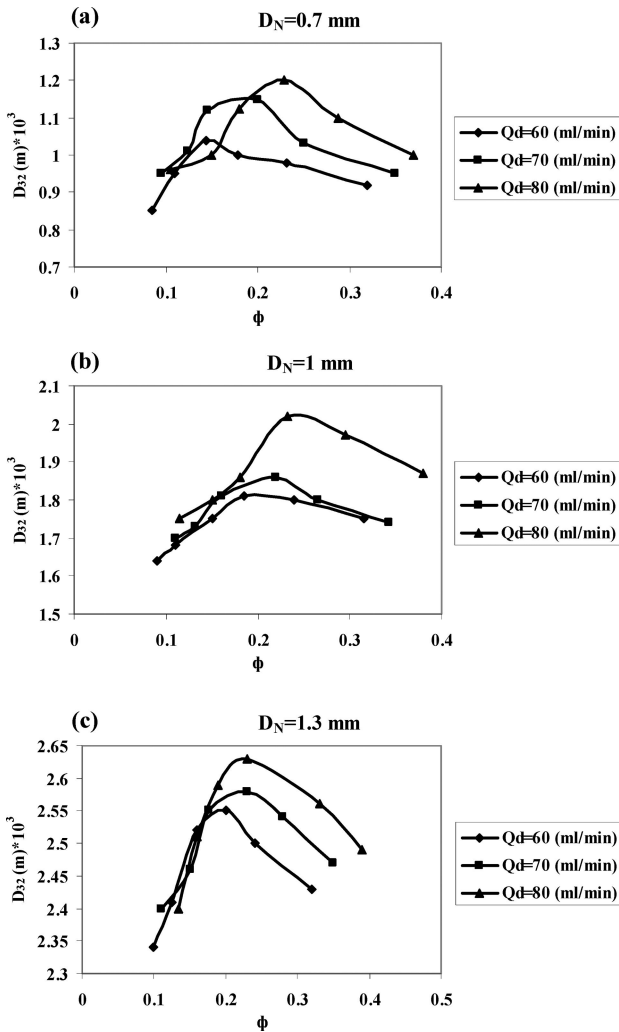 (a)
D_N=0.7 mm
1.3
1.2
1.1
1
0.9
0.8
0.7
D₃₂ (m)*10³
0
0.1
0.2
0.3
0.4
ϕ
Qd=60 (ml/min)
Qd=70 (ml/min)
Qd=80 (ml/min)
(b)
D_N=1 mm
2.1
2
1.9
1.8
1.7
1.6
1.5
D₃₂ (m)*10³
0
0.1
0.2
0.3
0.4
ϕ
Qd=60 (ml/min)
Qd=70 (ml/min)
Qd=80 (ml/min)
(c)
D_N=1.3 mm
2.65
2.6
2.55
2.5
2.45
2.4
2.35
2.3
D₃₂ (m)*10³
0
0.1
0.2
0.3
0.4
0.5
ϕ
Qd=60 (ml/min)
Qd=70 (ml/min)
Qd=80 (ml/min)